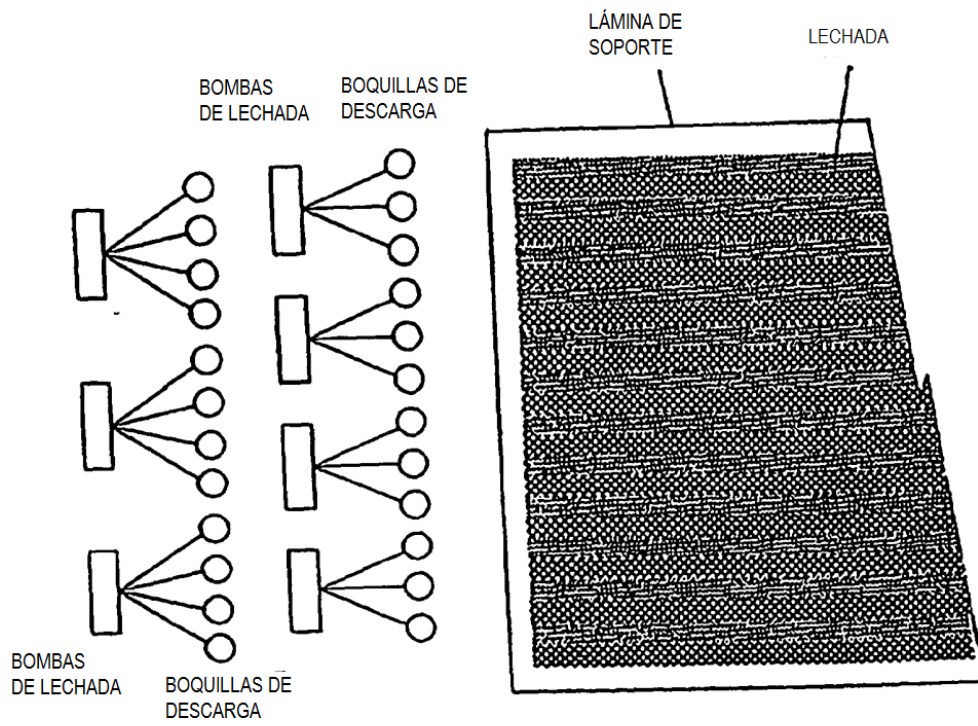 LÁMINA DE
SOPORTE
LECHADA
BOMBAS
DE LECHADA
BOQUILLAS DE
DESCARGA
BOMBAS
DE LECHADA
BOQUILLAS DE
DESCARGA